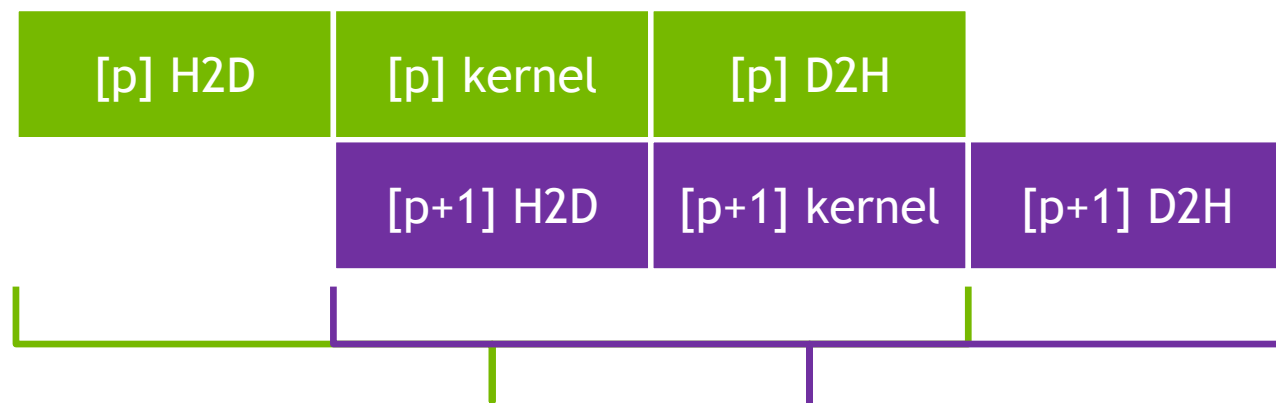 [p] H2D [p] kernel [p] D2H
[p+1] H2D [p+1] kernel [p+1] D2H